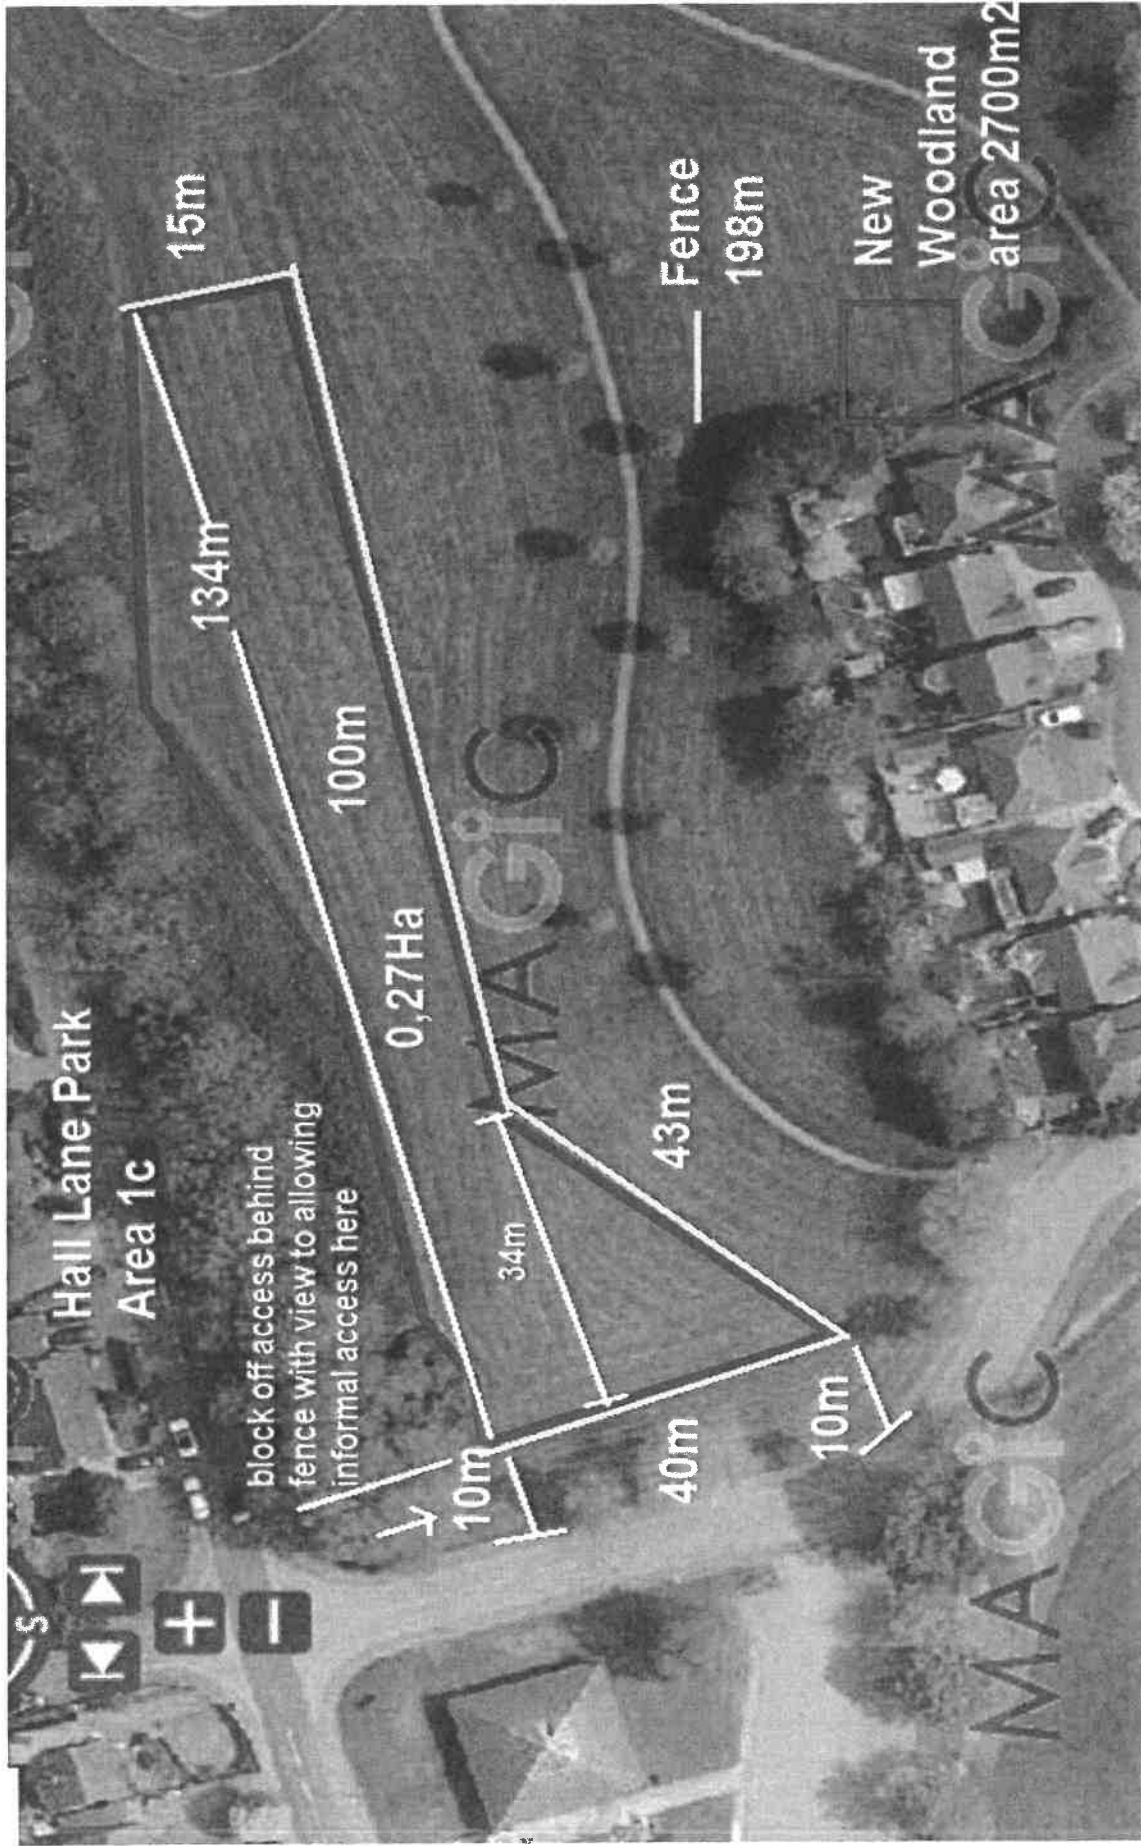 Hall Lane Park
Area 1c
block off access behind
fence with view to allowing
informal access here
S
10m
134m
15m
34m
0,27Ha
100m
40m
10m
43m
Fence
198m
New
Woodland
area 2700m2
MAGiC
MAGiC
MAGiC